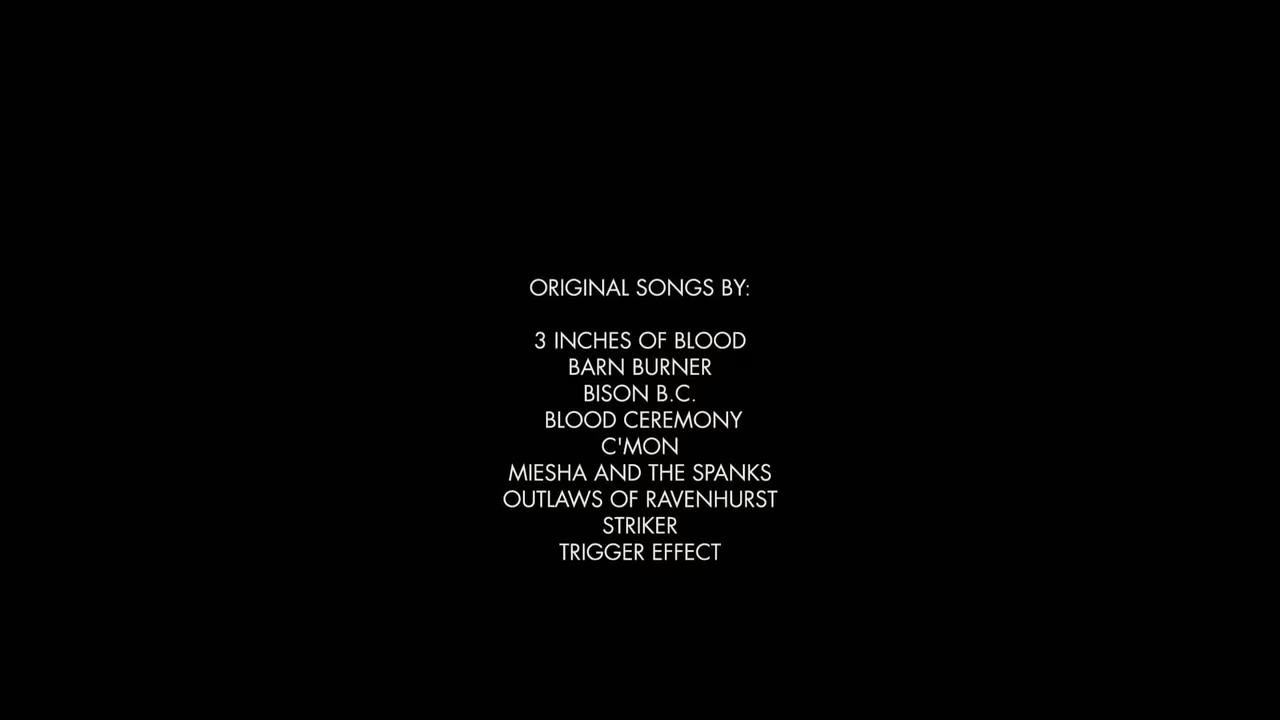 ORIGINAL SONGS BY:
3 INCHES OF BLOOD
BARN BURNER
BISON B.C.
BLOOD CEREMONY
C'MON
MIESHA AND THE SPANKS
OUTLAWS OF RAVENHURST
STRIKER
TRIGGER EFFECT